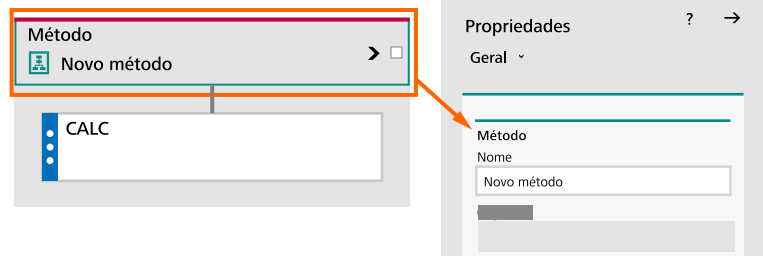 Método
Novo método
CALC
Propriedades ?
Geral
Método
Nome
Novo método